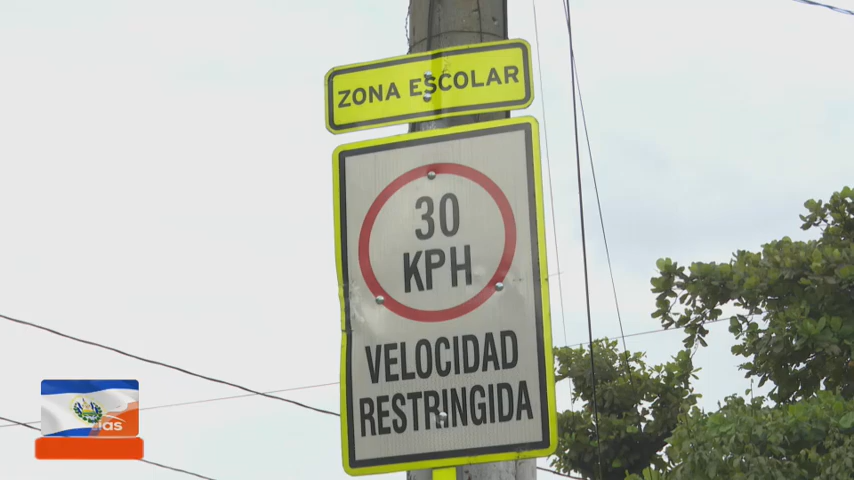 ZONA ESCOLAR
30
KPH
VELOCIDAD
RESTRINGIDA